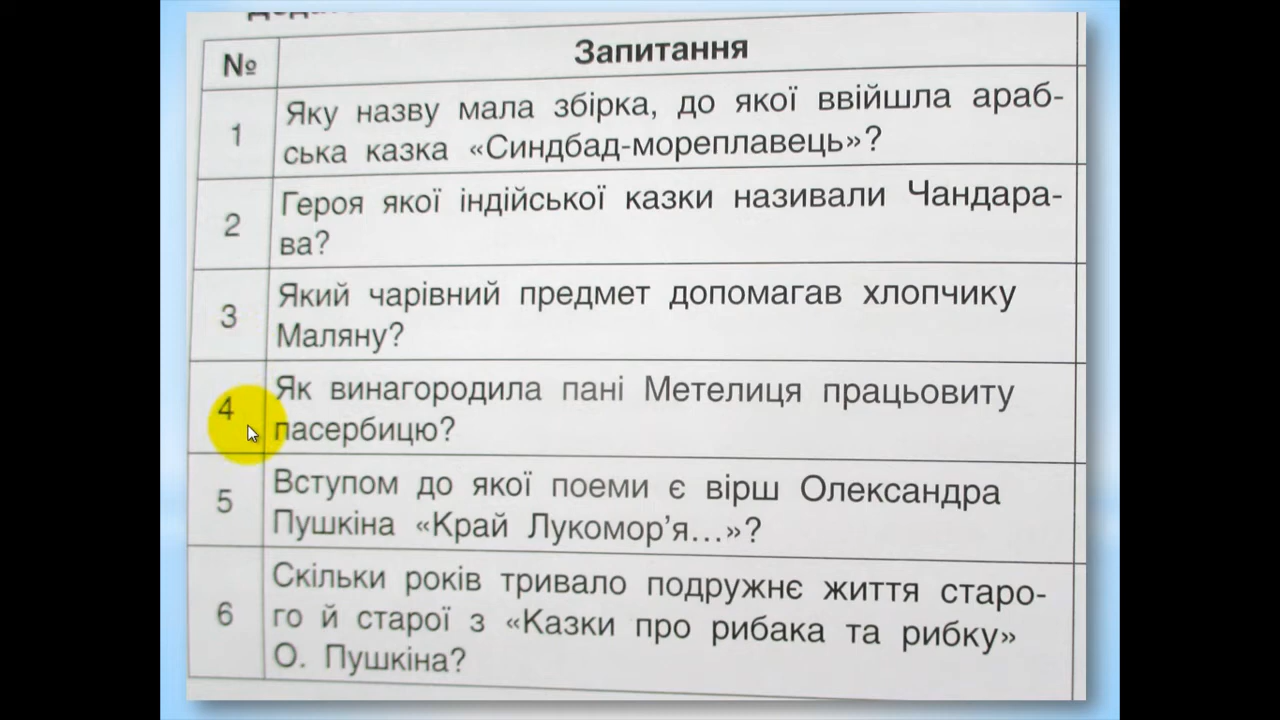 № Запитання
1 Яку назву мала збірка, до якої ввійшла араб-
ська казка «Синдбад-мореплавець»?
2 Героя якої індійської казки називали Чандара-
ва?
3 Який чарівний предмет допомагав хлопчику
Маляну?
4 Як винагородила пані Метелиця працьовиту
пасербицю?
5 Вступом до якої поеми є вірш Олександра
Пушкіна «Край Лукомор’я...»?
6 Скільки років тривало подружнє життя старо-
го й старої з «Казки про рибака та рибку»
О. Пушкіна?